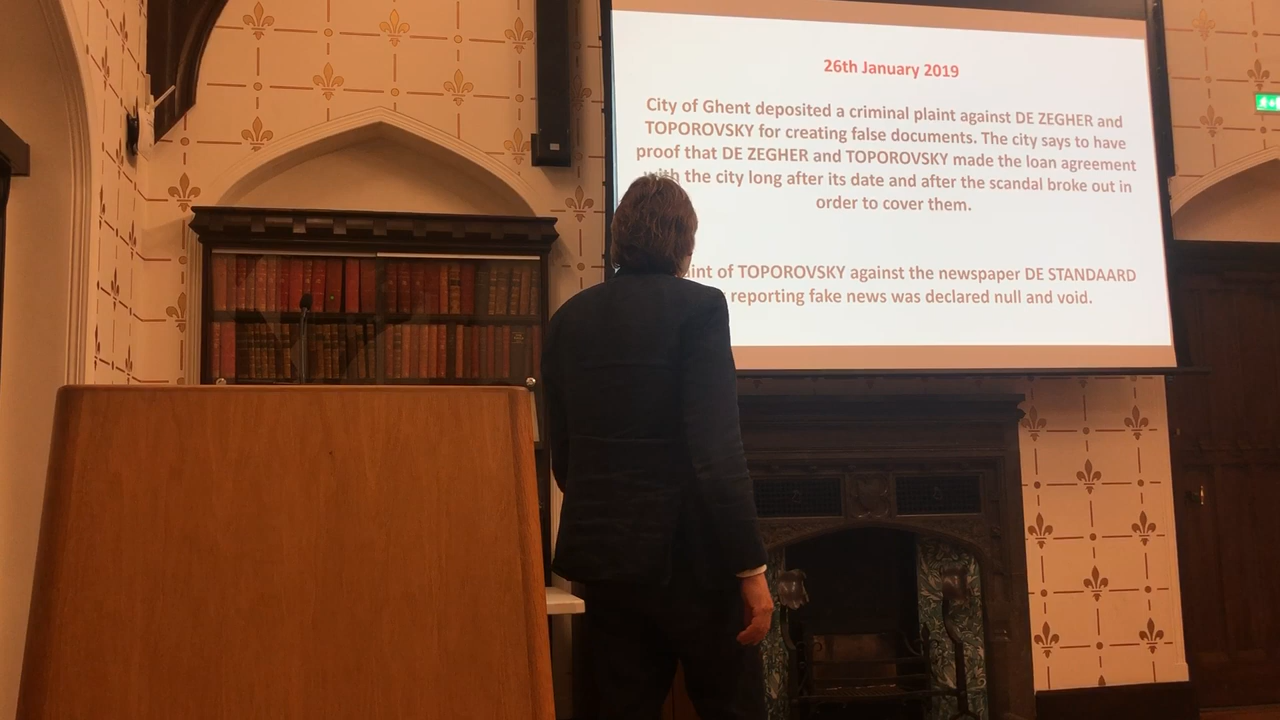 26th January 2019
City of Ghent deposited a criminal plaint against DE ZEGHER and
TOPOROVSKY for creating false documents. The city says to have
proof that DE ZEGHER and TOPOROVSKY made the loan agreement
with the city long after its date and after the scandal broke out in
order to cover them.
int of TOPOROVSKY against the newspaper DE STANDAARD
reporting fake news was declared null and void.